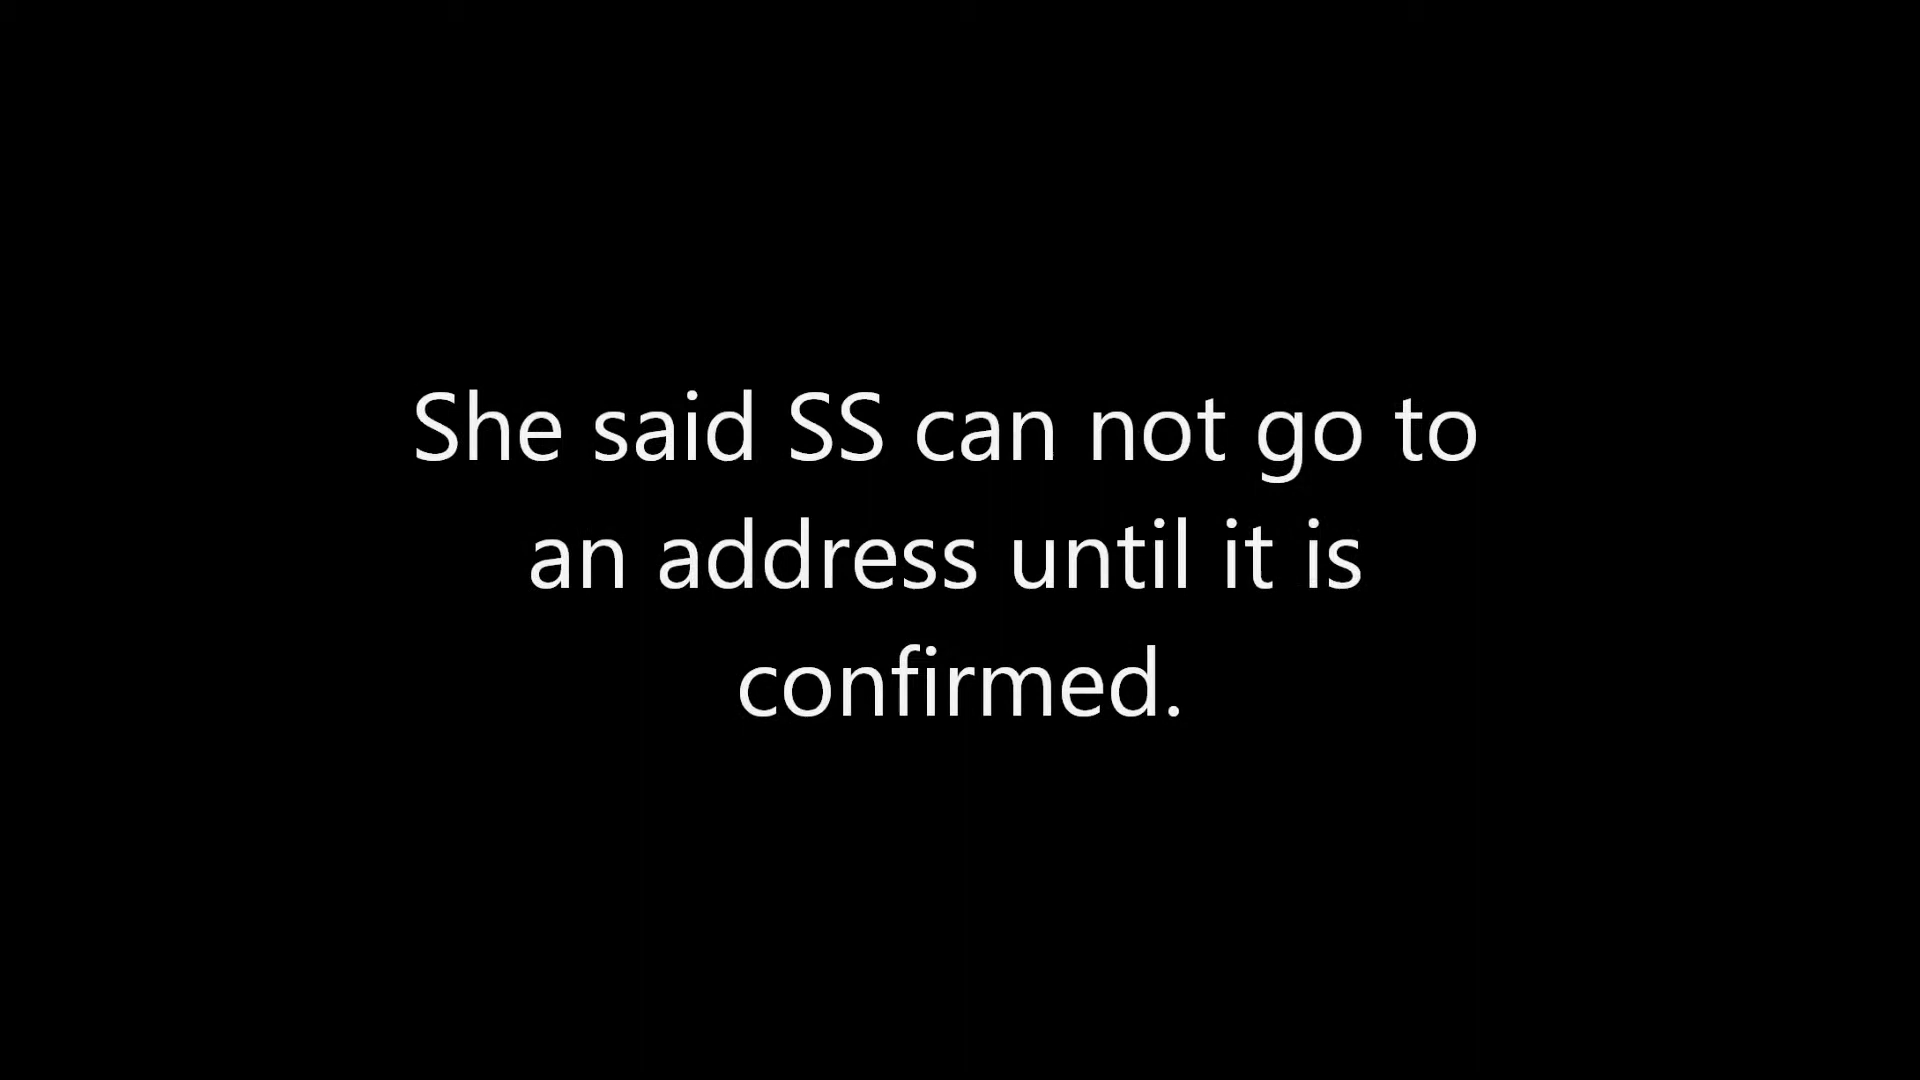 She said SS can not go to
an address until it is
confirmed.